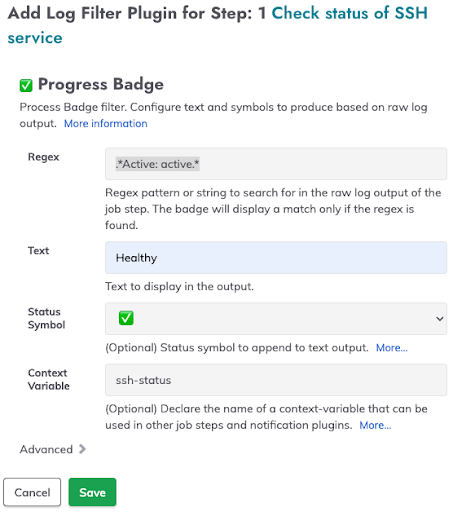 Add Log Filter Plugin for Step: 1 Check status of SSH
service
✅ Progress Badge
Process Badge filter. Configure text and symbols to produce based on raw log
output. More information
Regex
.*Active: active.*
Regex pattern or string to search for in the raw log output of the
job step. The badge will display a match only if the regex is
found.
Text
Healthy
Text to display in the output.
Status
Symbol
✅
(Optional) Status symbol to append to text output. More...
Context
Variable
ssh-status
(Optional) Declare the name of a context-variable that can be
used in other job steps and notification plugins. More...
Advanced >
Cancel Save